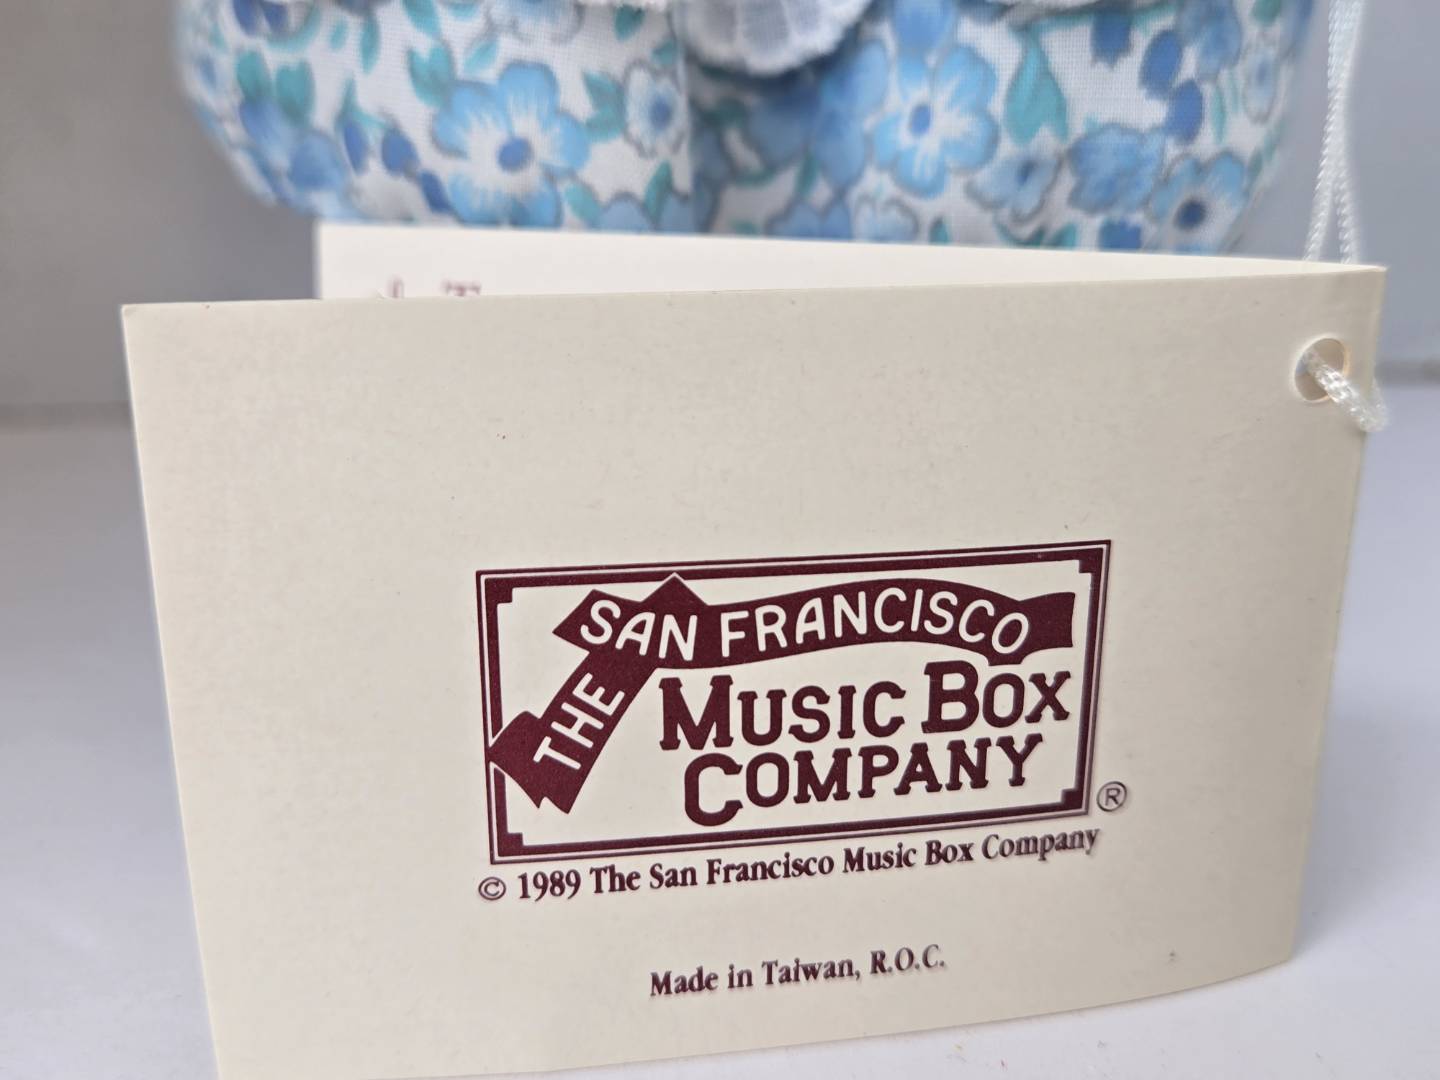 THE SAN FRANCISCO
MUSIC BOX
COMPANY
®
© 1989 The San Francisco Music Box Company
Made in Taiwan, R.O.C.